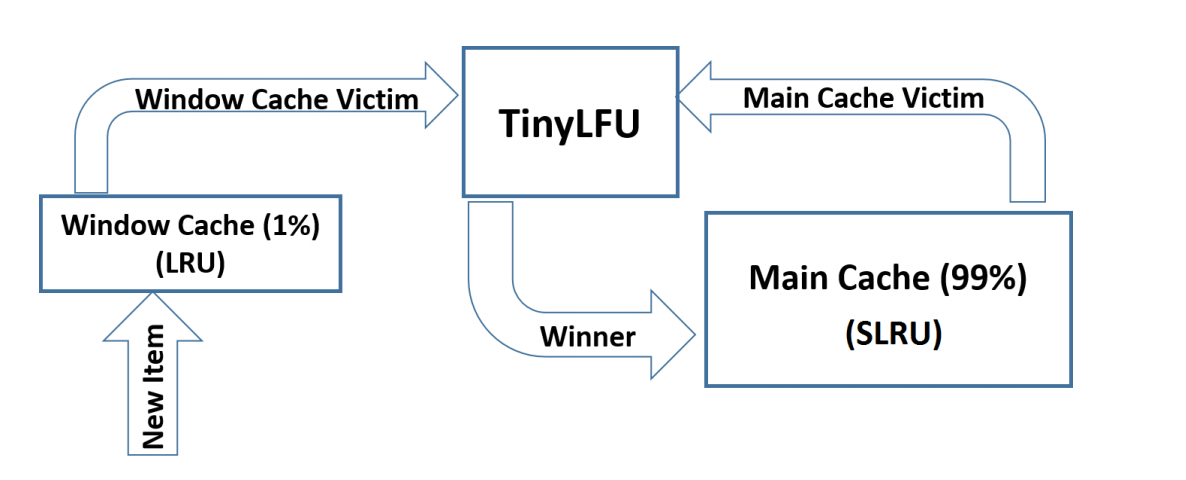 Window Cache Victim
TinyLFU
Main Cache Victim
Window Cache (1%)
(LRU)
Main Cache (99%)
(SLRU)
Winner
New Item